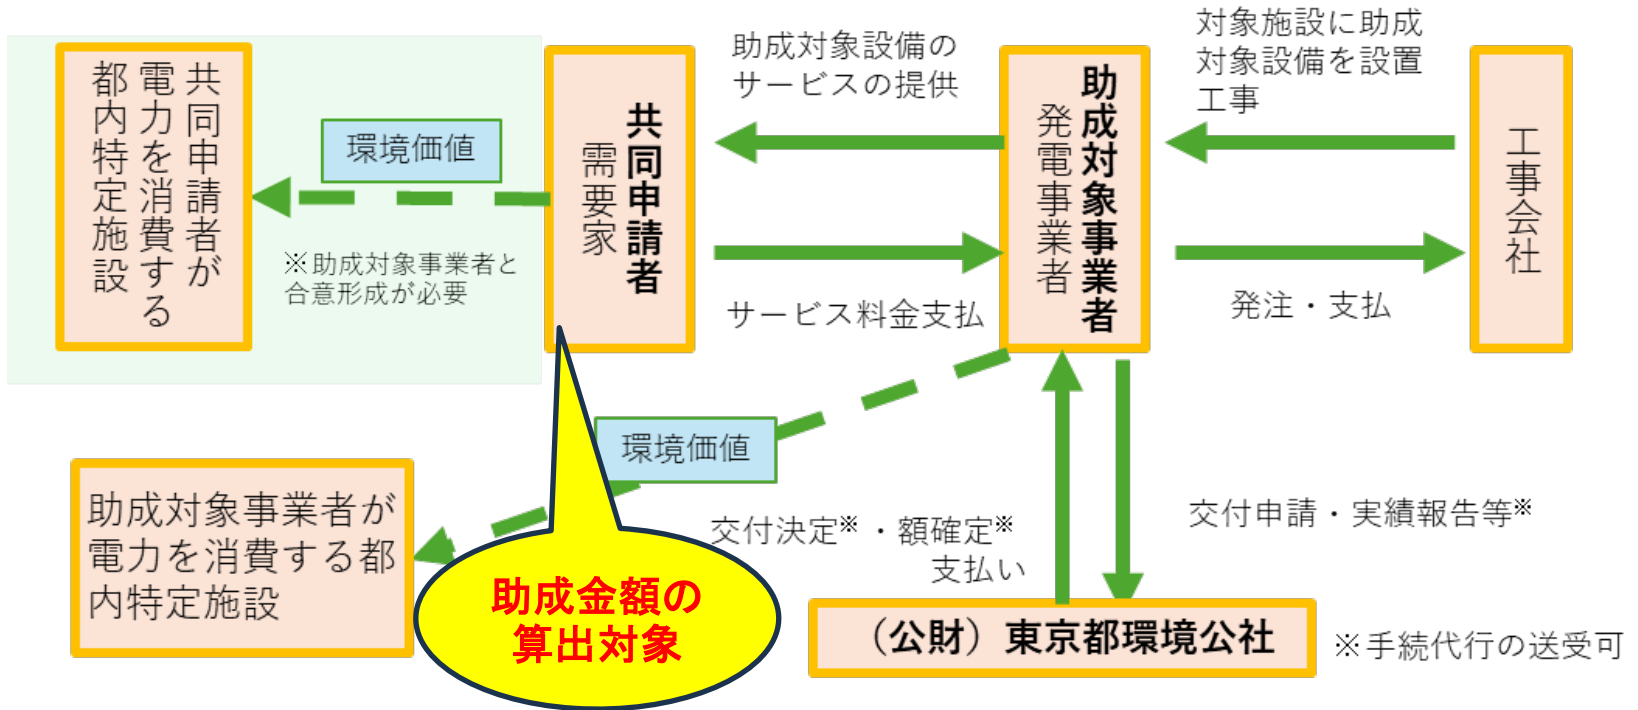 共同申請者が
電力を消費する
都内特定施設
環境価値
※助成対象事業者と
合意形成が必要
共同申請者
需要家
助成対象設備の
サービスの提供
サービス料金支払
助成対象事業者
発電事業者
対象施設に助成
対象設備を設置
工事
発注・支払
工事会社
環境価値
助成対象事業者が
電力を消費する都
内特定施設
助成金額の
算出対象
交付決定※・額確定※
支払い
交付申請・実績報告等※
（公財）東京都環境公社
※手続代行の送受可